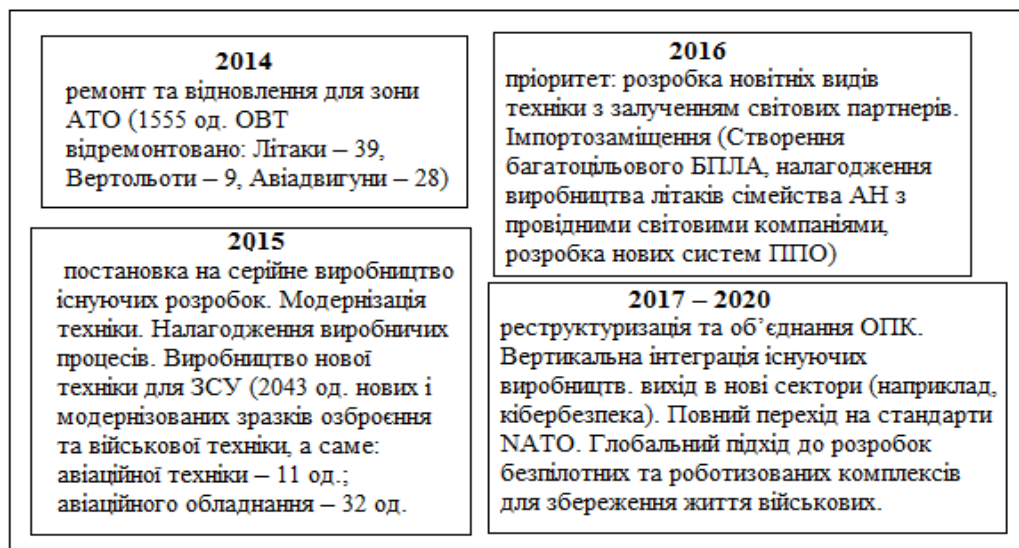 2014
ремонт та відновлення для зони
АТО (1555 од. ОВТ
відремонтовано: Літаки – 39,
Вертольоти – 9, Авіадвигуни – 28)
2015
постановка на серійне виробництво
існуючих розробок. Модернізація
техніки. Налагодження виробничих
процесів. Виробництво нової
техніки для ЗСУ (2043 од. нових і
модернізованих зразків озброєння
та військової техніки, а саме:
авіаційної техніки – 11 од.;
авіаційного обладнання – 32 од.
2016
пріоритет: розробка новітніх видів
техніки з залученням світових партнерів.
Імпортозаміщення (Створення
багатоцільового БПЛА, налагодження
виробництва літаків сімейства АН з
провідними світовими компаніями,
розробка нових систем ППО)
2017 – 2020
реструктуризація та об’єднання ОПК.
Вертикальна інтеграція існуючих
виробництв. вихід в нові сектори (наприклад,
кібербезпека). Повний перехід на стандарти
NATO. Глобальний підхід до розробок
безпілотних та роботизованих комплексів
для збереження життя військових.